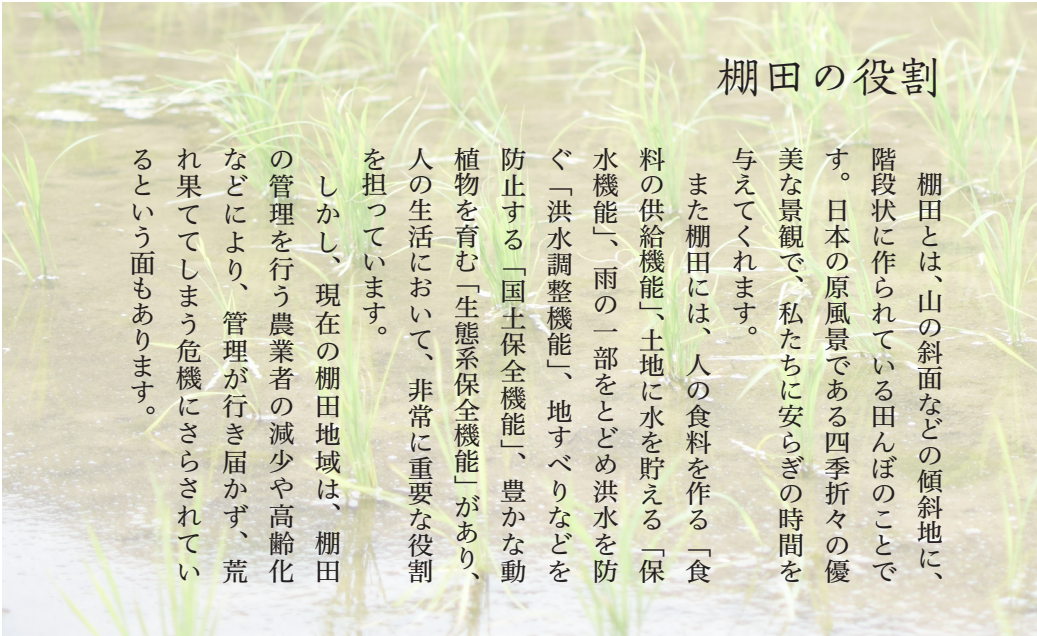 棚田の役割
棚田とは、山の斜面などの傾斜地に、
階段状に作られている田んぼのことで
す。日本の原風景である四季折々の優
美な景観で、私たちに安らぎの時間を
与えてくれます。
また棚田には、人の食料を作る「食
料の供給機能」、土地に水を貯える「保
水機能」、雨の一部をとどめ洪水を防
ぐ「洪水調整機能」、地すべりなどを
防止する「国土保全機能」、豊かな動
植物を育む「生態系保全機能」があり、
人の生活において、非常に重要な役割
を担っています。
しかし、現在の棚田地域は、棚田
の管理を行う農業者の減少や高齢化
などにより、管理が行き届かず、荒
れ果ててしまう危機にさらされてい
るという面もあります。